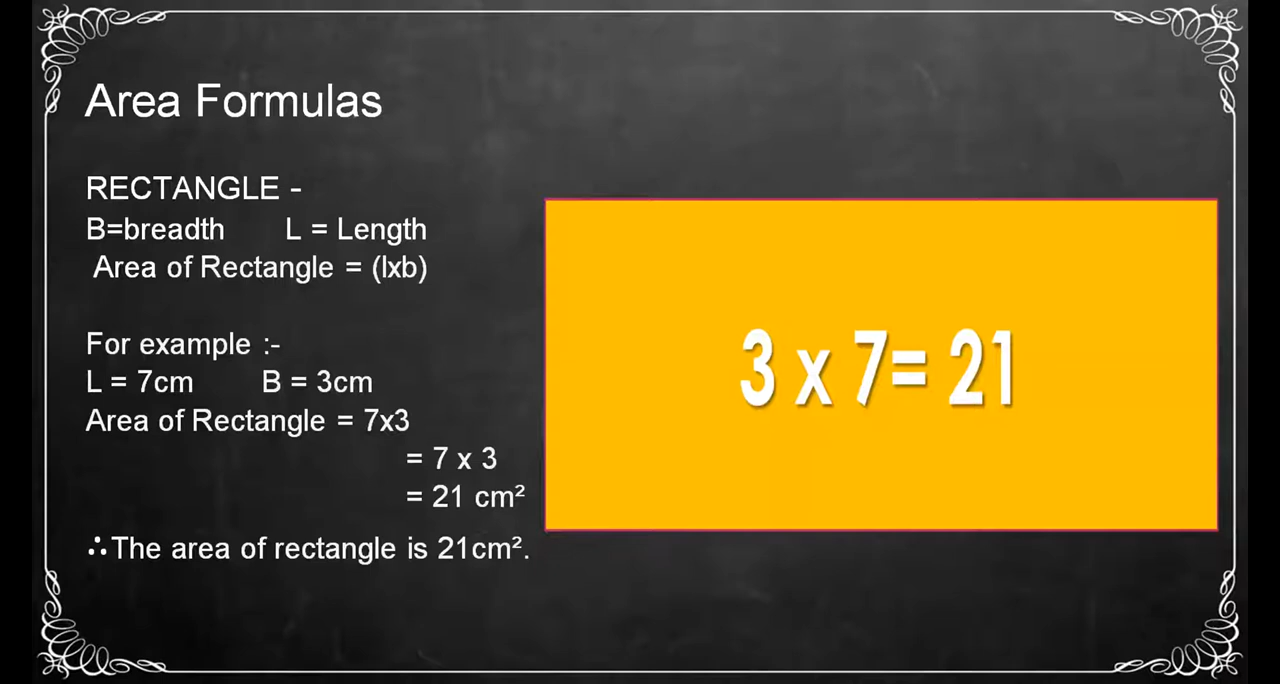 Area Formulas
RECTANGLE -
B=breadth L = Length
Area of Rectangle = (lxb)
For example :-
L = 7cm B = 3cm
Area of Rectangle = 7x3
= 7 x 3
= 21 cm²
∴The area of rectangle is 21cm².
3 x 7= 21